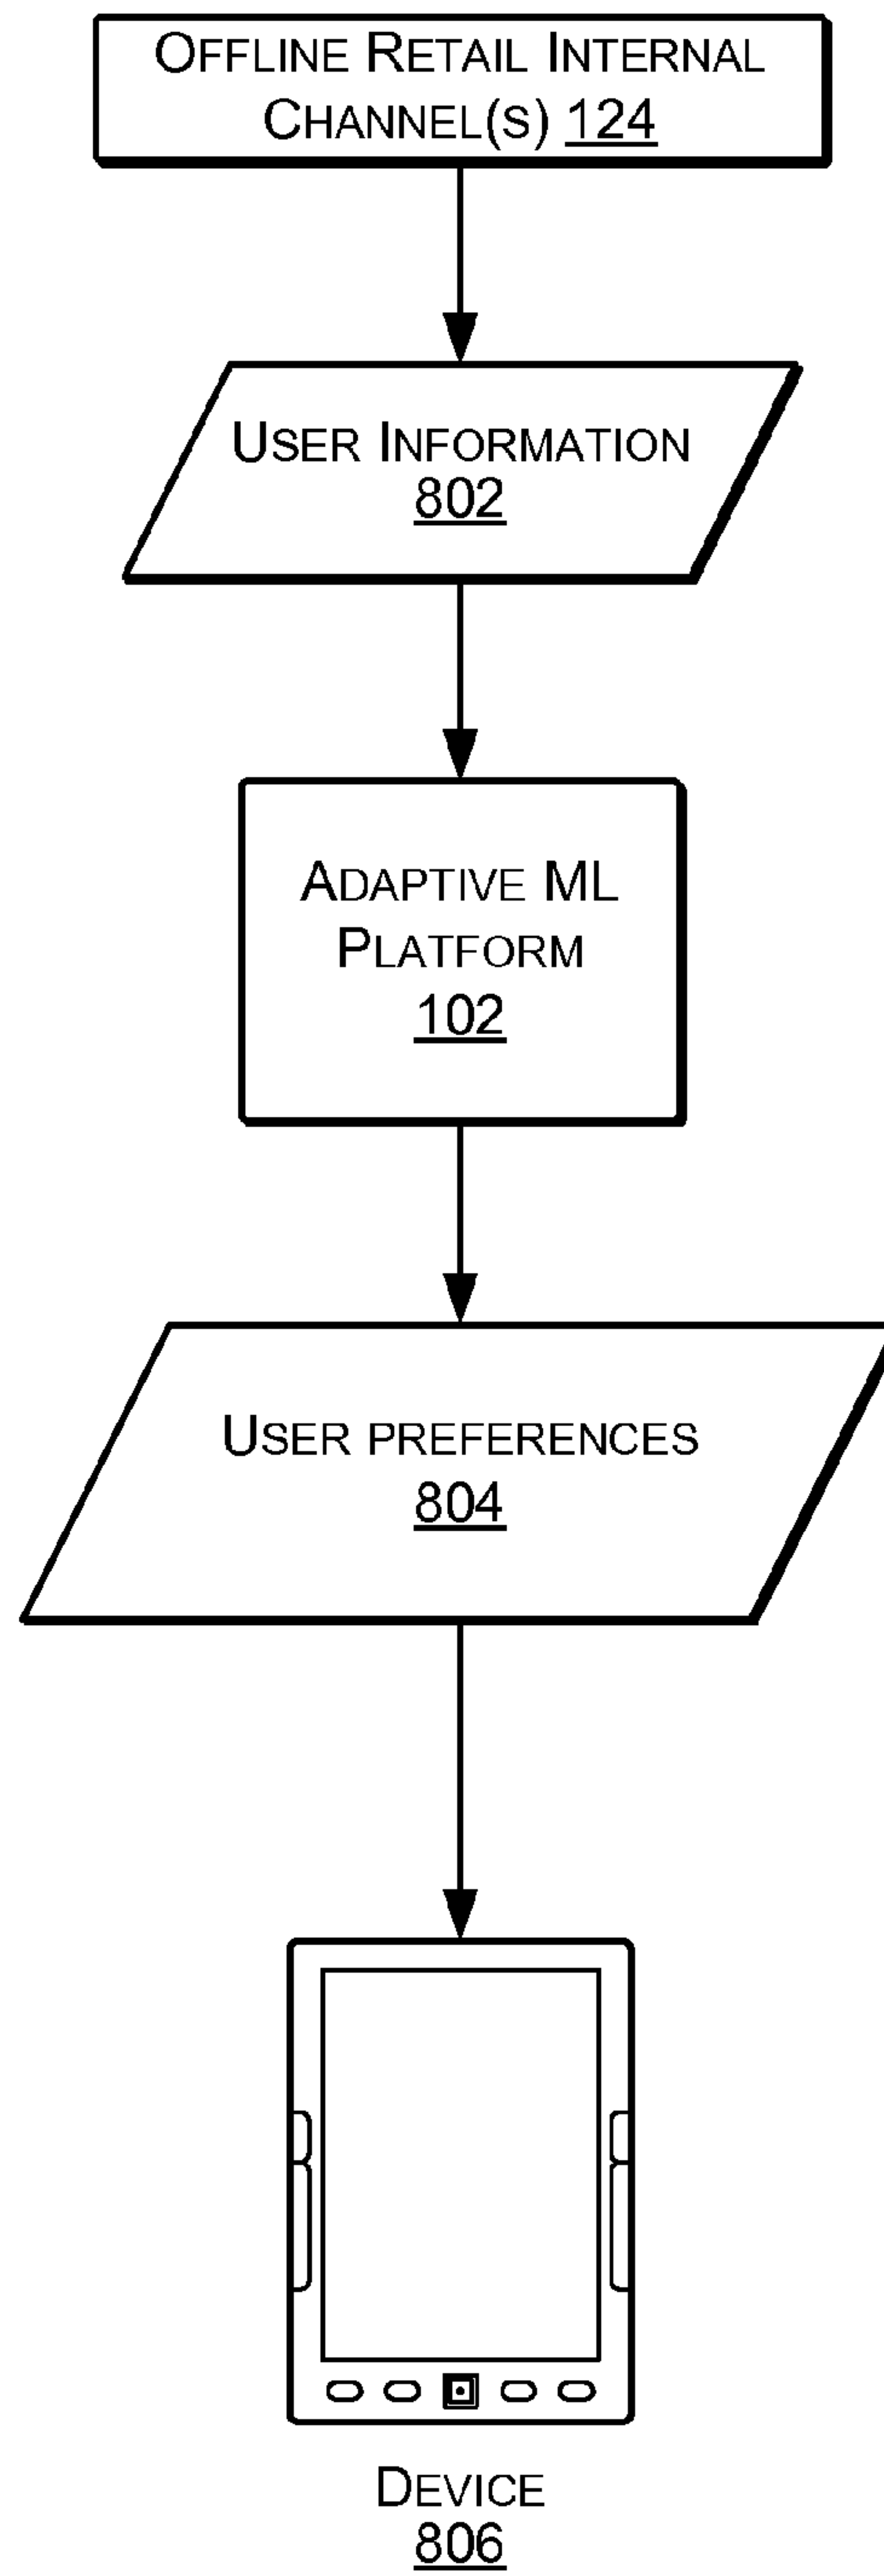 OFFLINE RETAIL INTERNAL
CHANNEL(S) 124
USER INFORMATION
802
ADAPTIVE ML
PLATFORM
102
USER PREFERENCES
804
DEVICE
806